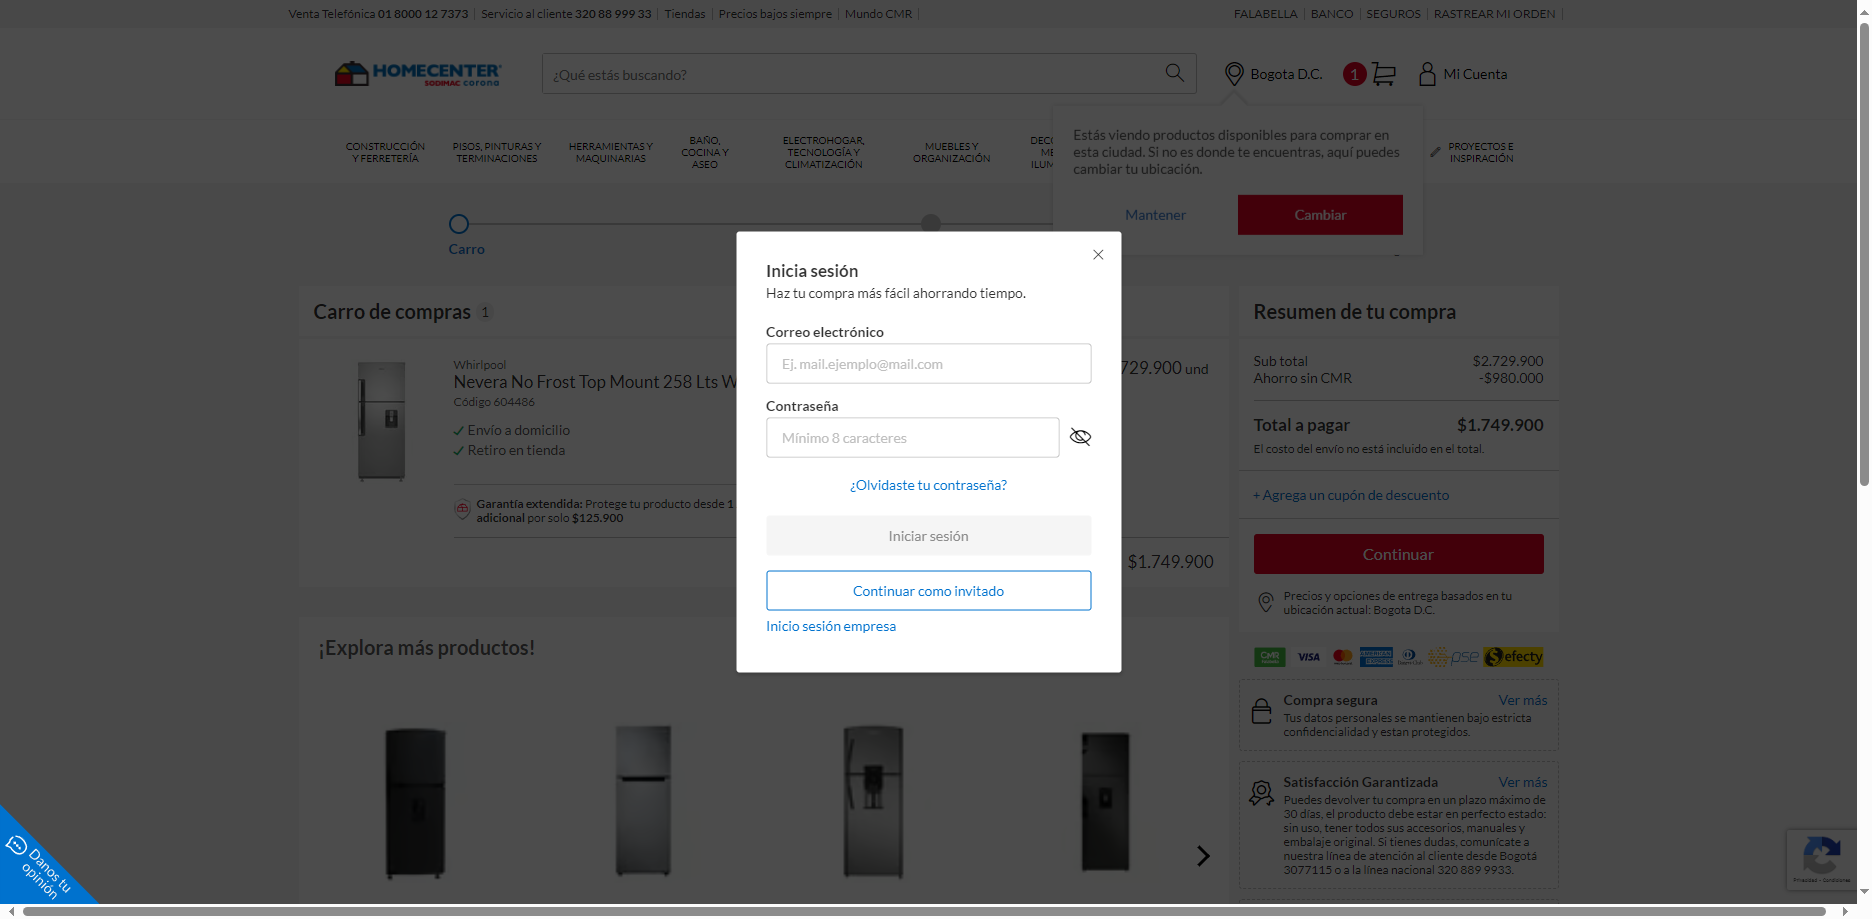 Venta Telefónica 01 8000 12 7373 Servicio al cliente 320 88 999 33 Tiendas Precios bajos siempre Mundo CMR
FALABELLA BANCO SEGUROS RASTREAR MI ORDEN
HOMECENTER
SODIMAC corona
¿Qué estás buscando?
Bogota D.C.
1
Mi Cuenta
CONSTRUCCIÓN
Y FERRETERÍA
PISOS, PINTURAS Y
TERMINACIONES
HERRAMIENTAS Y
MAQUINARIAS
BAÑO,
COCINA Y
ASEO
ELECTROHOGAR,
TECNOLOGÍA Y
CLIMATIZACIÓN
MUEBLES Y
ORGANIZACIÓN
PROYECTOS E
INSPIRACIÓN
Estás viendo productos disponibles para comprar en
esta ciudad. Si no es donde te encuentras, aquí puedes
cambiar tu ubicación.
Mantener
Cambiar
Carro
Inicia sesión
Haz tu compra más fácil ahorrando tiempo.
Correo electrónico
Ej. mail.ejemplo@mail.com
Contraseña
Mínimo 8 caracteres
¿Olvidaste tu contraseña?
Iniciar sesión
Continuar como invitado
Inicio sesión empresa
Carro de compras 1
Whirlpool
Nevera No Frost Top Mount 258 Lts W
Código 604486
Envío a domicilio
Retiro en tienda
729.900 und
Garantía extendida: Protege tu producto desde 1
adicional por solo $125.900
$1.749.900
Resumen de tu compra
Sub total $2.729.900
Ahorro sin CMR -$980.000
Total a pagar $1.749.900
El costo del envío no está incluido en el total.
+ Agrega un cupón de descuento
Continuar
Precios y opciones de entrega basados en tu
ubicación actual: Bogota D.C.
CMR VISA AMERICAN EXPRESS pse efecty
Compra segura Ver más
Tus datos personales se mantienen bajo estricta
confidencialidad y estan protegidos.
Satisfacción Garantizada Ver más
Puedes devolver tu compra en un plazo máximo de
30 días, el producto debe estar en perfecto estado:
sin uso, tener todos sus accesorios, manuales y
embalaje original. Si tienes dudas, comunícate a
nuestra línea de atención al cliente desde Bogotá
3077115 o a la línea nacional 320 889 9933.
¡Explora más productos!
Danos tu
opinión
Privacidad - Condiciones